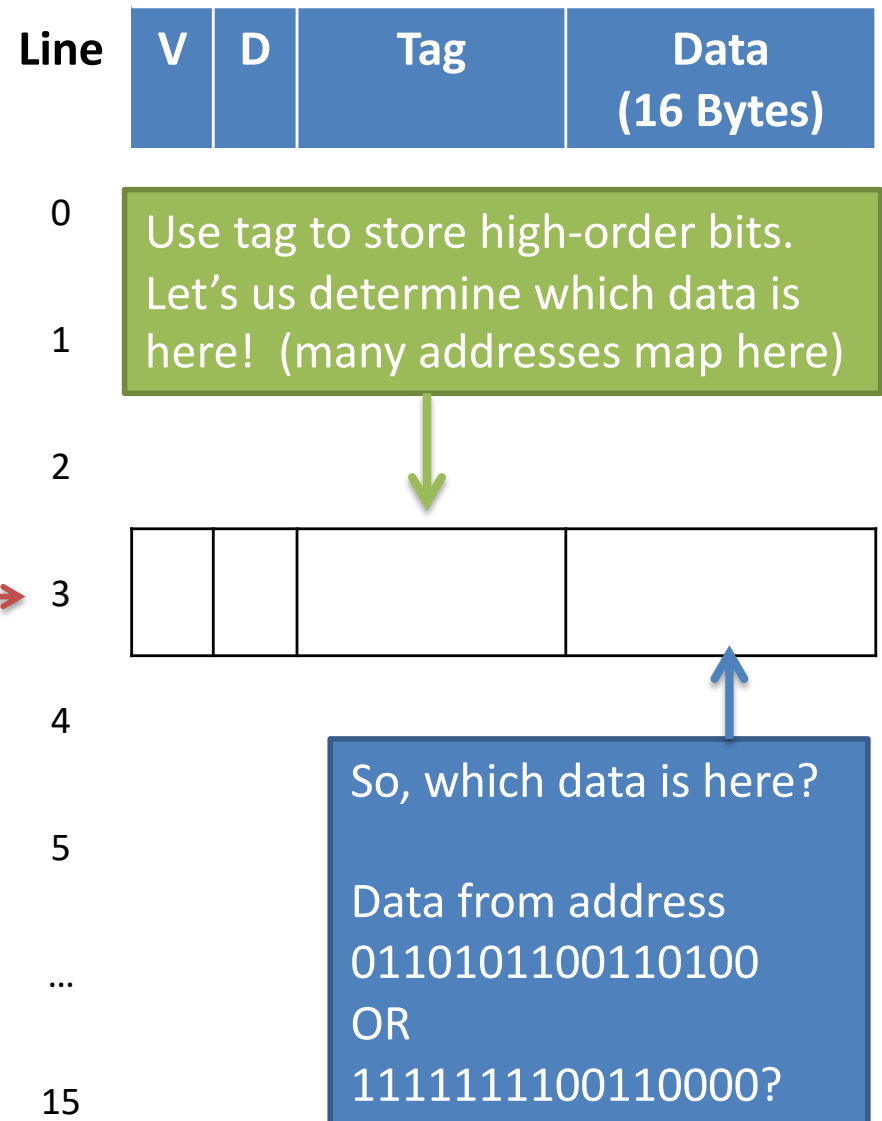 Line V D Tag Data
(16 Bytes)
0
Use tag to store high-order bits.
Let’s us determine which data is
1
here!  (many addresses map here)
2
3
4
So, which data is here?
5
Data from address
0110101100110100
...
OR
1111111100110000?
15